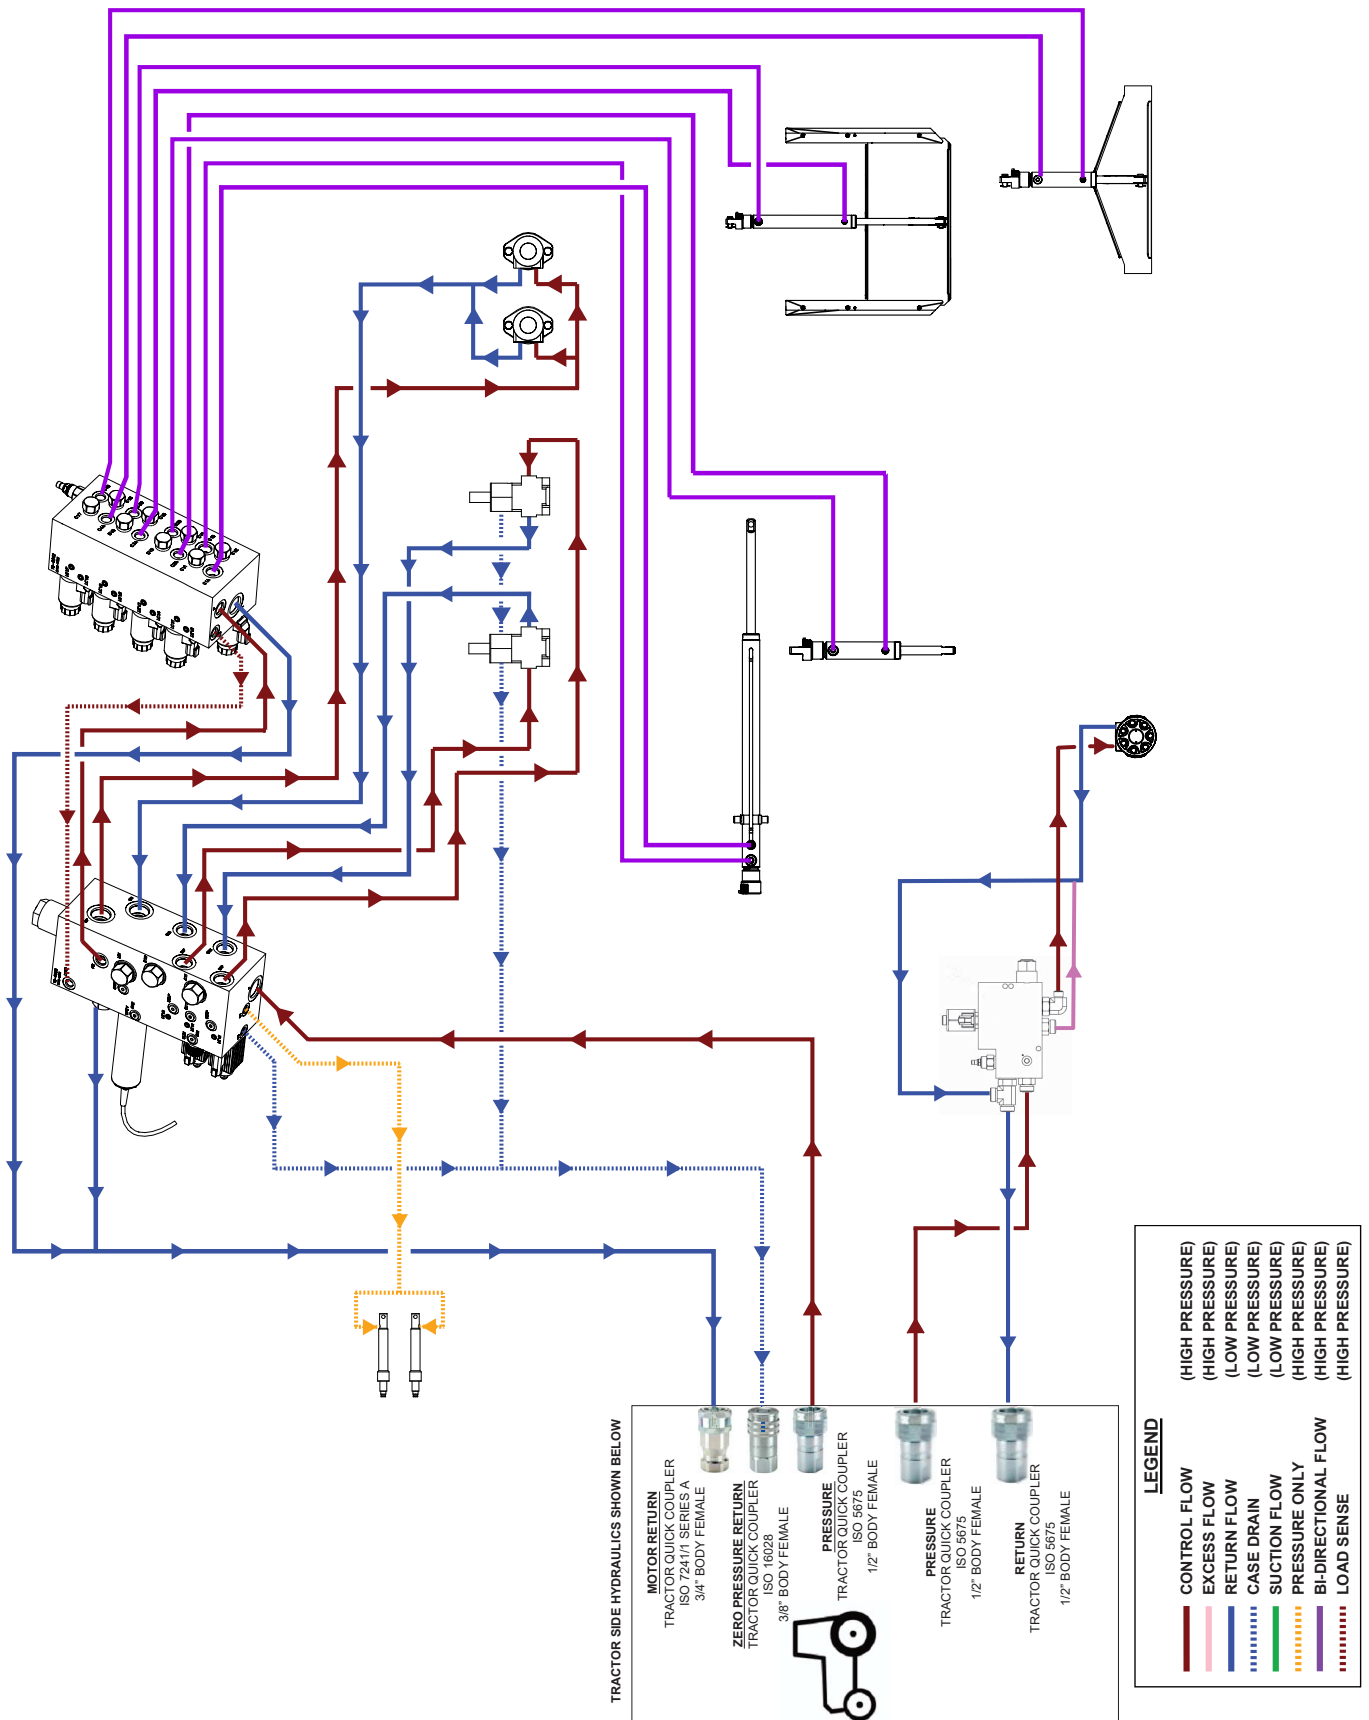 TRACTOR SIDE HYDRAULICS SHOWN BELOW
MOTOR RETURN
TRACTOR QUICK COUPLER
ISO 7241/1 SERIES A
3/4" BODY FEMALE
ZERO PRESSURE RETURN
TRACTOR QUICK COUPLER
ISO 16028
3/8" BODY FEMALE
PRESSURE
TRACTOR QUICK COUPLER
ISO 5675
1/2" BODY FEMALE
PRESSURE
TRACTOR QUICK COUPLER
ISO 5675
1/2" BODY FEMALE
RETURN
TRACTOR QUICK COUPLER
ISO 5675
1/2" BODY FEMALE
LEGEND
CONTROL FLOW (HIGH PRESSURE)
EXCESS FLOW (HIGH PRESSURE)
RETURN FLOW (LOW PRESSURE)
CASE DRAIN (LOW PRESSURE)
SUCTION FLOW (LOW PRESSURE)
PRESSURE ONLY (HIGH PRESSURE)
BI-DIRECTIONAL FLOW (HIGH PRESSURE)
LOAD SENSE (HIGH PRESSURE)